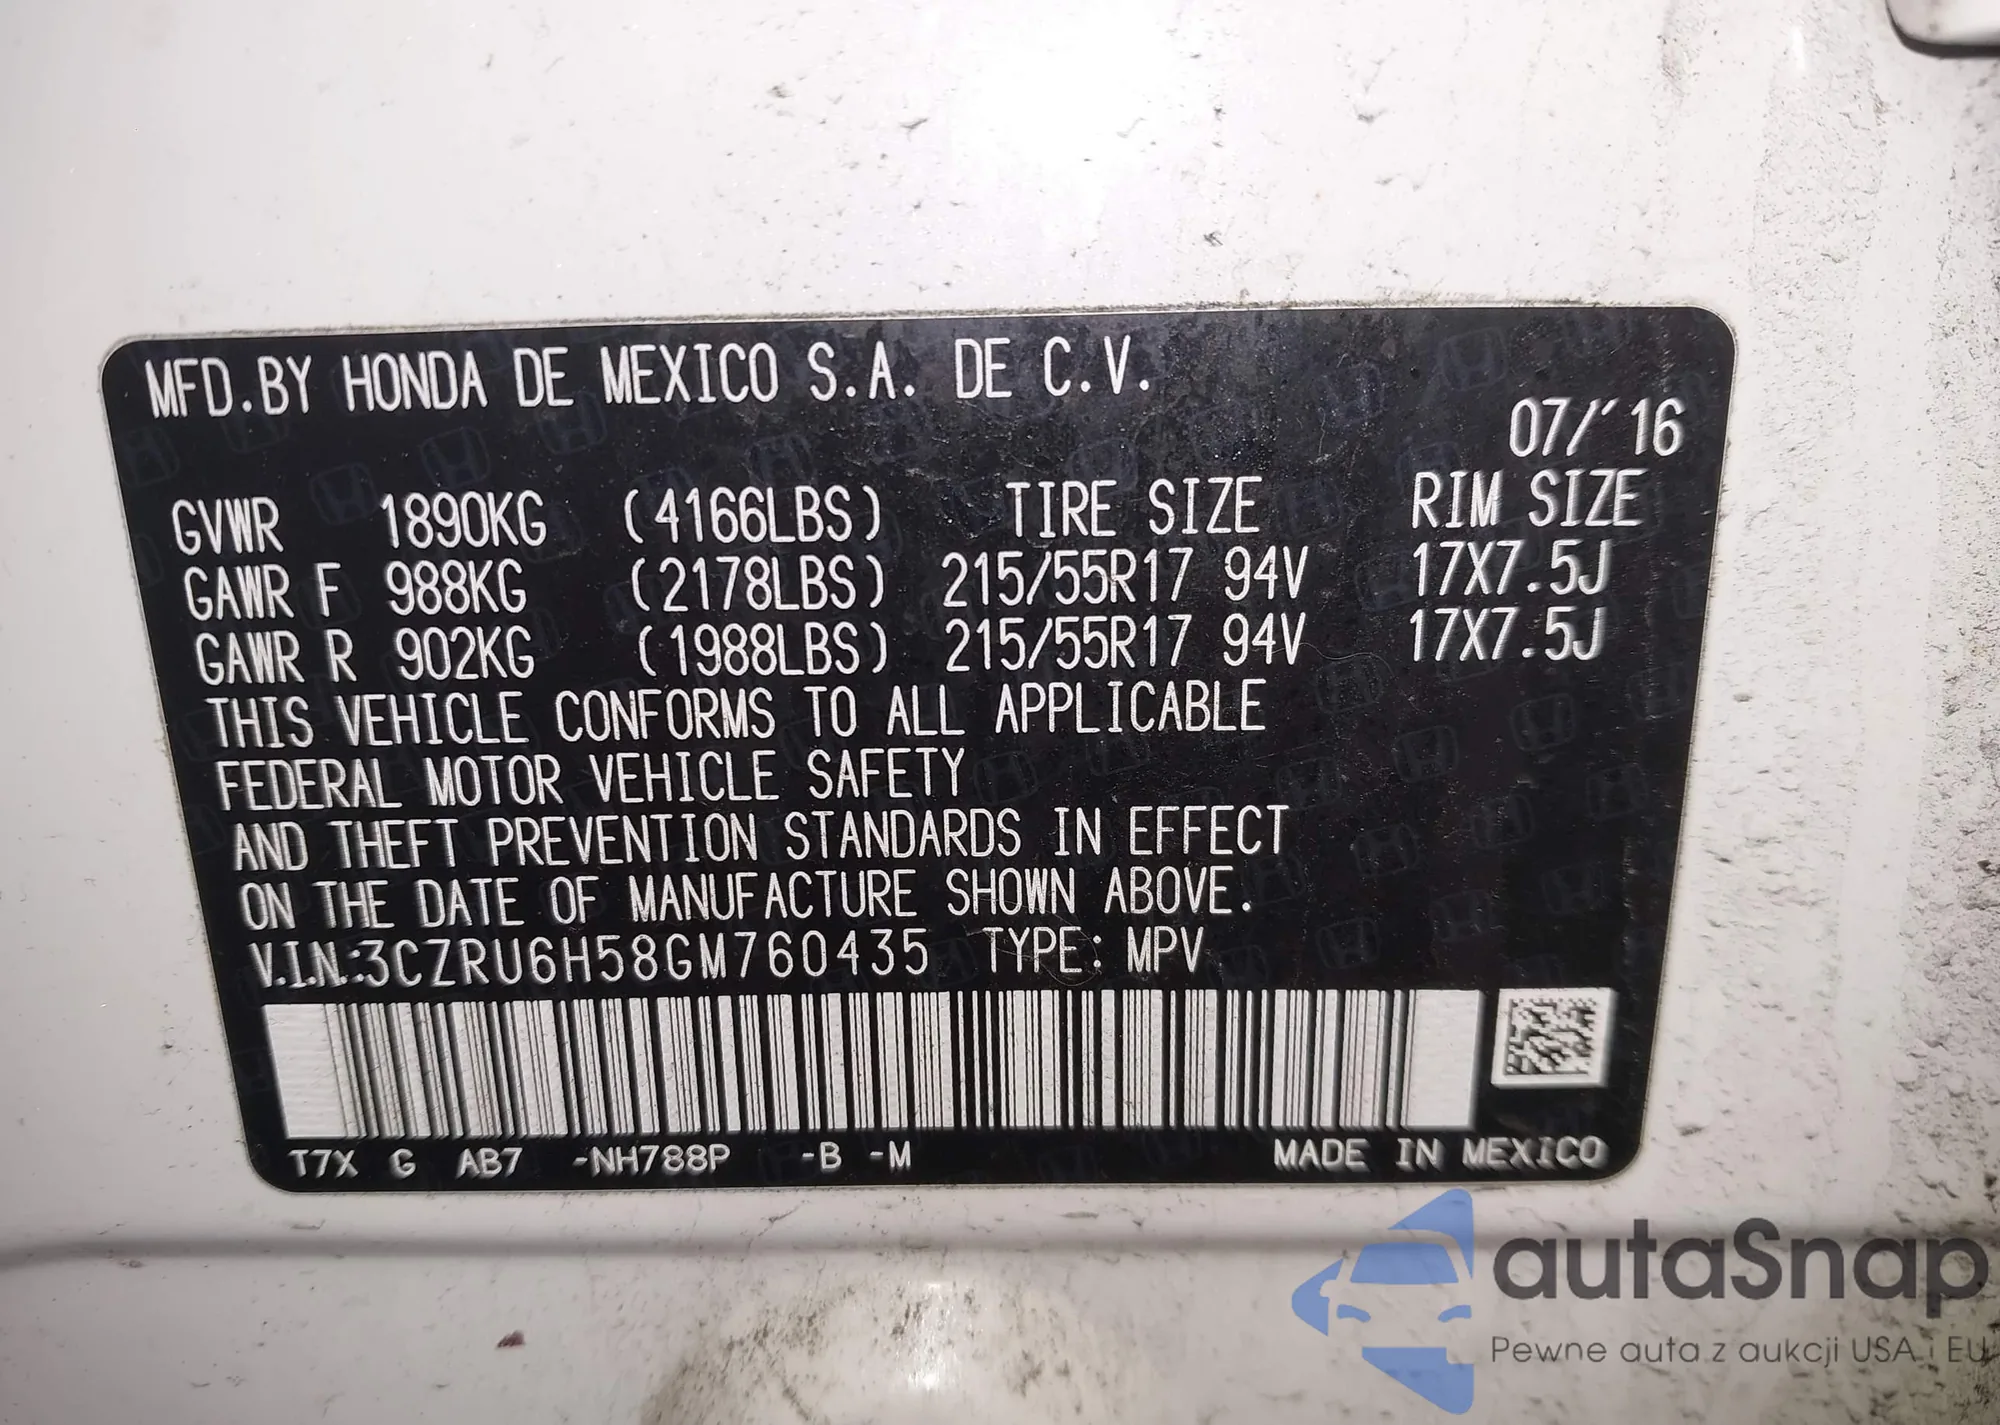 MFD.BY HONDA DE MEXICO S.A. DE C.V.
07/'16
GVWR 1890KG (4166LBS) TIRE SIZE RIM SIZE
GAWR F 988KG (2178LBS) 215/55R17 94V 17X7.5J
GAWR R 902KG (1988LBS) 215/55R17 94V 17X7.5J
THIS VEHICLE CONFORMS TO ALL APPLICABLE
FEDERAL MOTOR VEHICLE SAFETY
AND THEFT PREVENTION STANDARDS IN EFFECT
ON THE DATE OF MANUFACTURE SHOWN ABOVE.
V.I.N.:3CZRU6H58GM760435 TYPE: MPV
T7X G AB7 -NH788P -B -M MADE IN MEXICO
autaSnap
Pewne auta z aukcji USA i EU